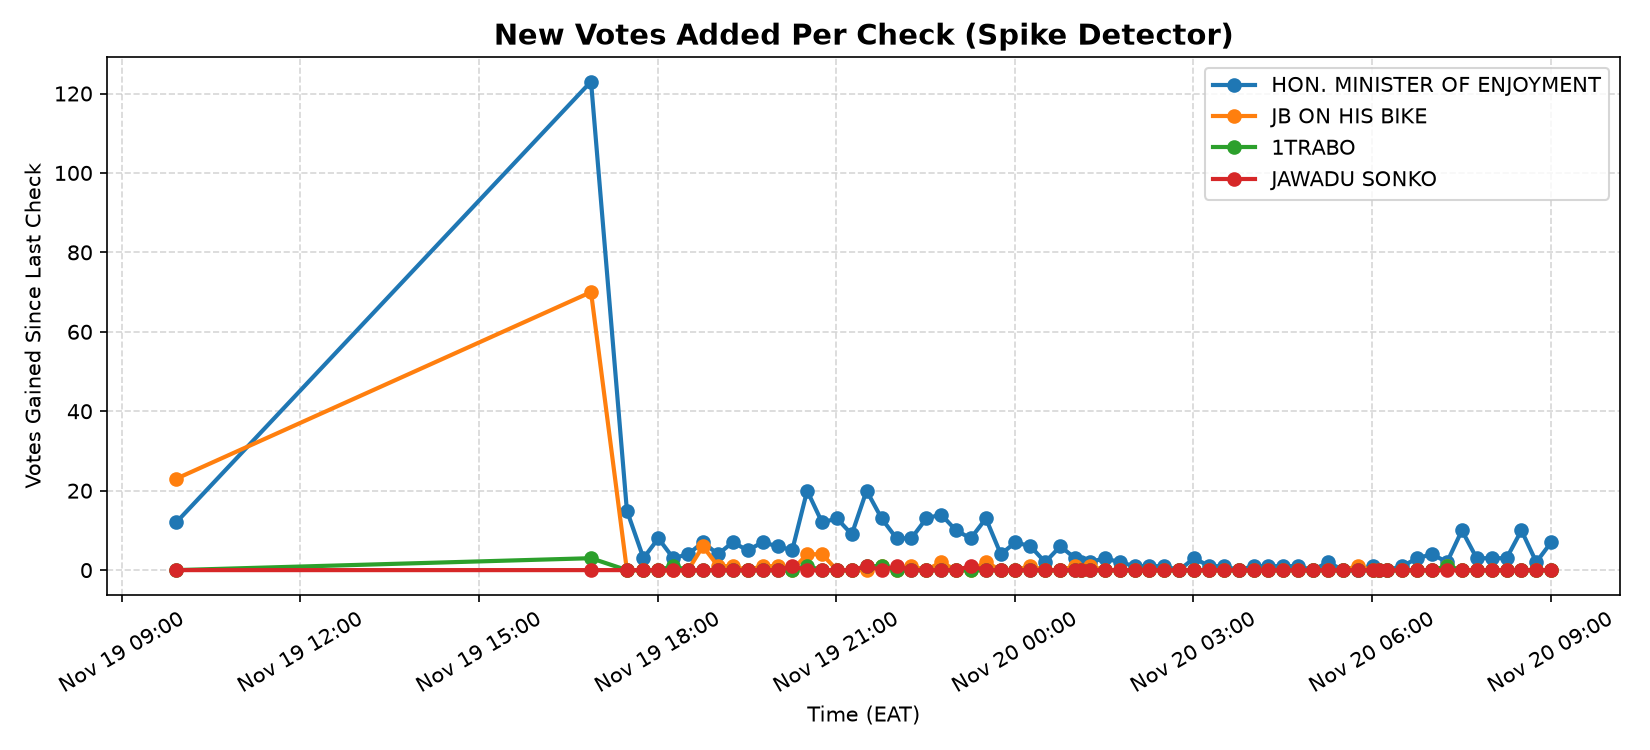 New Votes Added Per Check (Spike Detector)
HON. MINISTER OF ENJOYMENT
JB ON HIS BIKE
1TRABO
JAWADU SONKO
Votes Gained Since Last Check
120
100
80
60
40
20
0
Nov 19 09:00
Nov 19 12:00
Nov 19 15:00
Nov 19 18:00
Nov 19 21:00
Nov 20 00:00
Nov 20 03:00
Nov 20 06:00
Nov 20 09:00
Time (EAT)